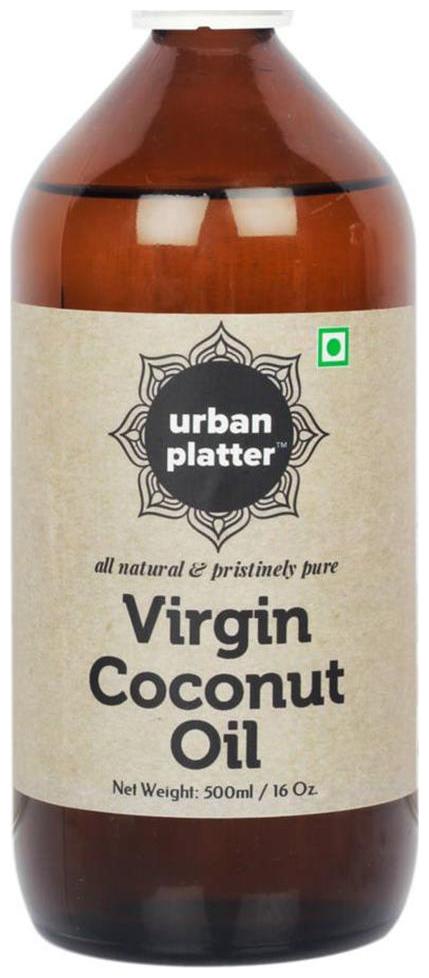 urban
platter™
all natural & pristinely pure
Virgin
Coconut
Oil
Net Weight: 500ml / 16 Oz.